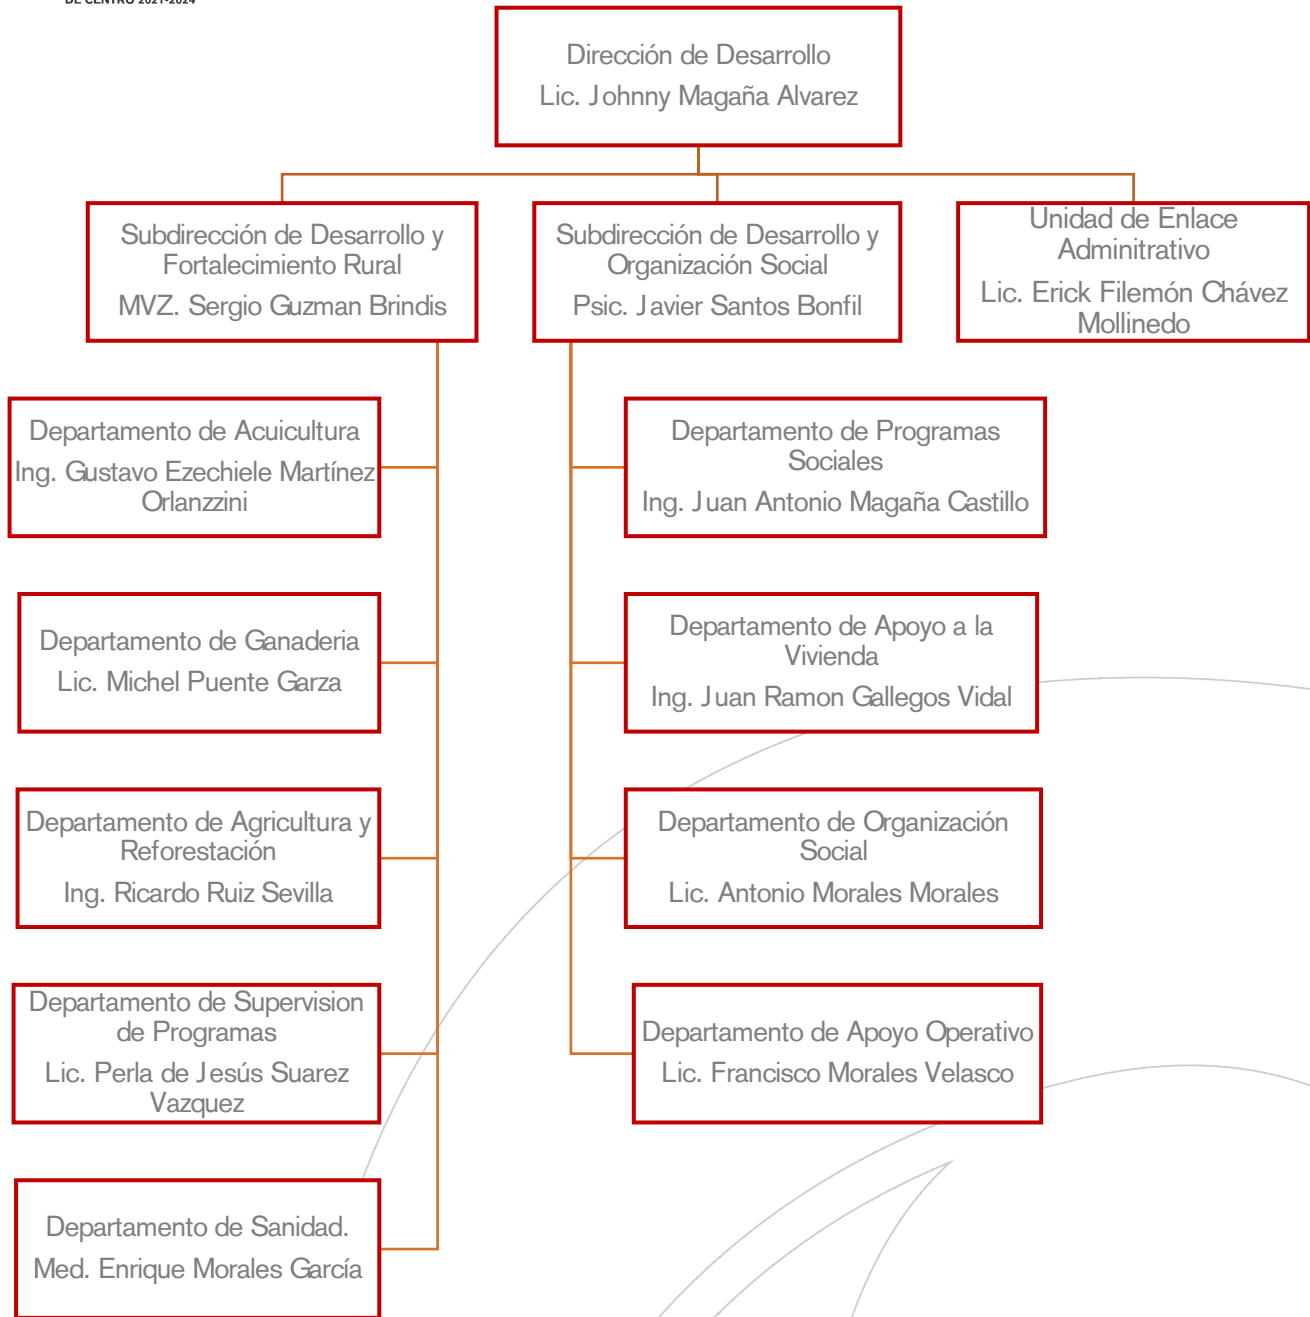 DE CENTRO 2021-2024
Dirección de Desarrollo
Lic. Johnny Magaña Alvarez
Subdirección de Desarrollo y
Fortalecimiento Rural
MVZ. Sergio Guzman Brindis
Subdirección de Desarrollo y
Organización Social
Psic. Javier Santos Bonfil
Unidad de Enlace
Adminitrativo
Lic. Erick Filemón Chávez
Mollinedo
Departamento de Acuicultura
Ing. Gustavo Ezechiele Martínez
Orlanzzini
Departamento de Programas
Sociales
Ing. Juan Antonio Magaña Castillo
Departamento de Ganaderia
Lic. Michel Puente Garza
Departamento de Apoyo a la
Vivienda
Ing. Juan Ramon Gallegos Vidal
Departamento de Agricultura y
Reforestación
Ing. Ricardo Ruiz Sevilla
Departamento de Organización
Social
Lic. Antonio Morales Morales
Departamento de Supervision
de Programas
Lic. Perla de Jesús Suarez
Vazquez
Departamento de Apoyo Operativo
Lic. Francisco Morales Velasco
Departamento de Sanidad.
Med. Enrique Morales García